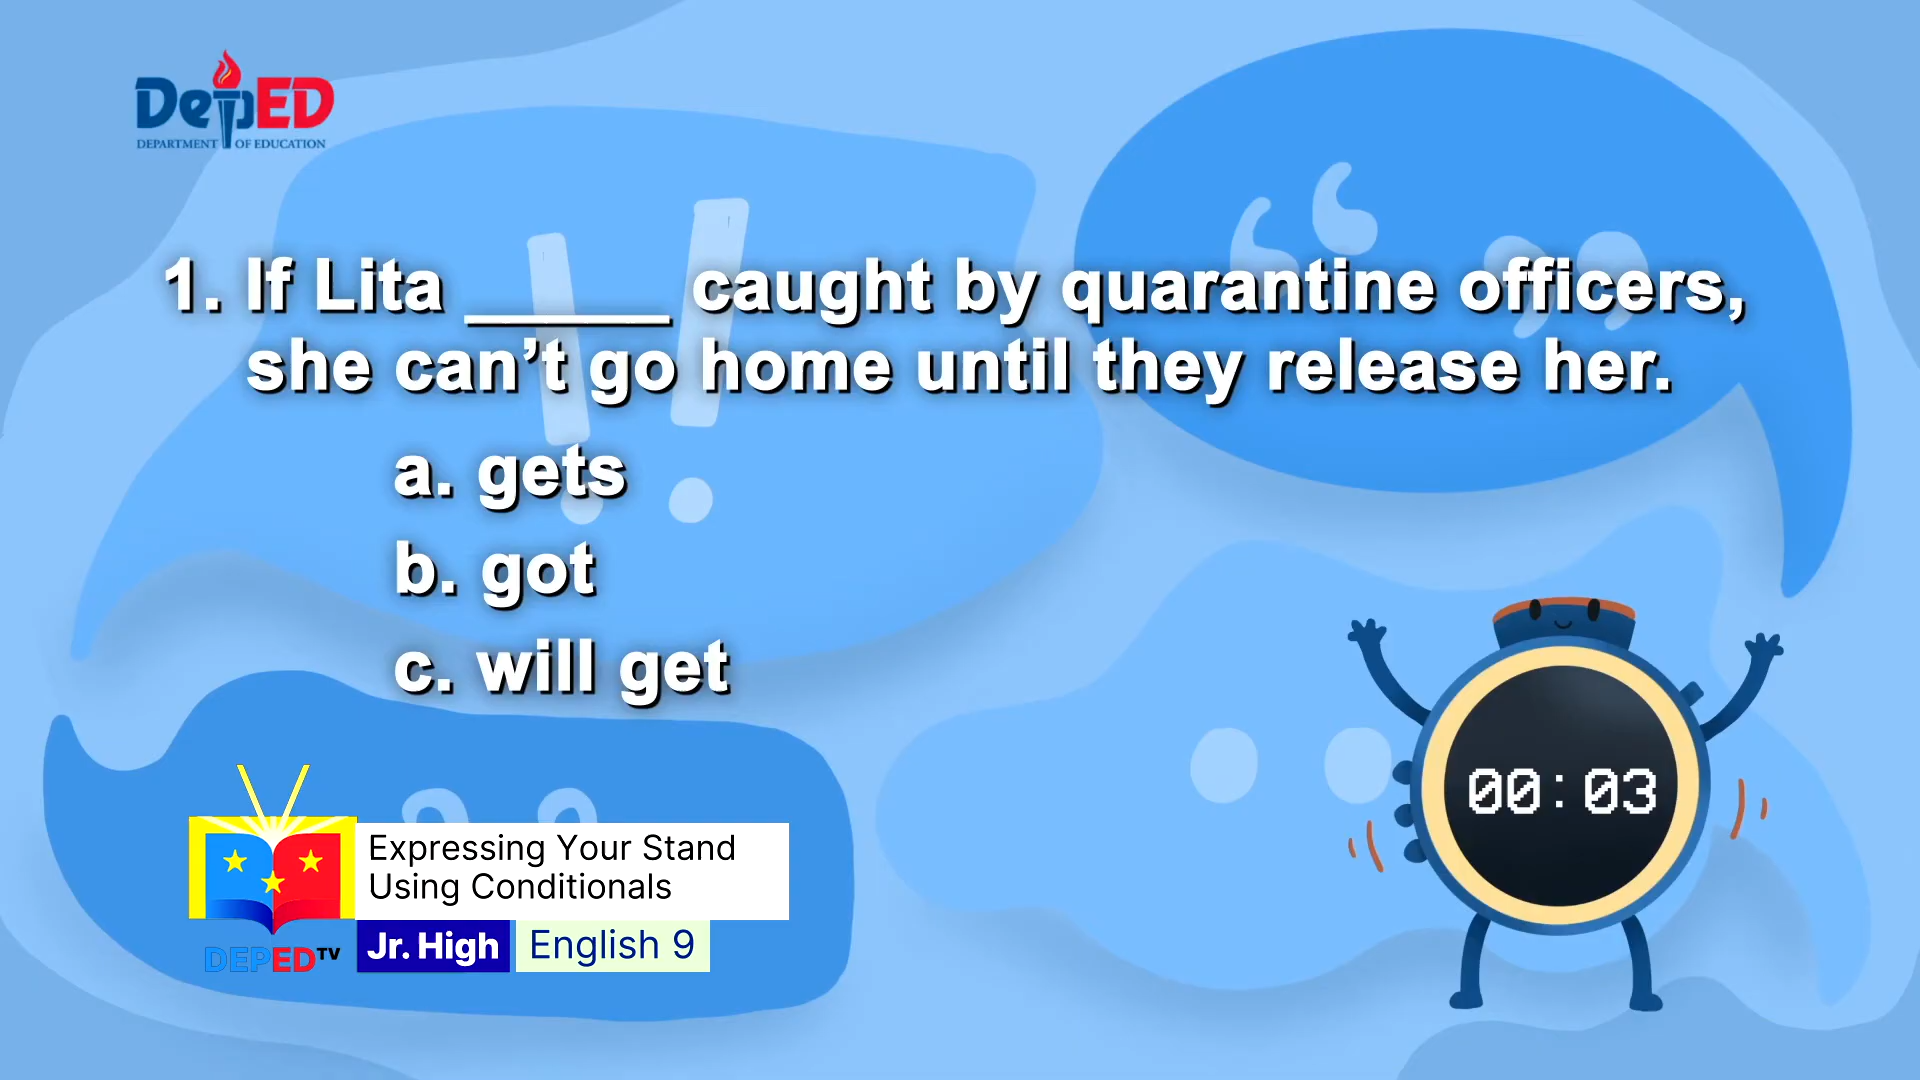 DepED
DEPARTMENT OF EDUCATION
1. If Lita _____ caught by quarantine officers,
she can’t go home until they release her.
a. gets
b. got
c. will get
00:03
Expressing Your Stand
Using Conditionals
DEPED TV
Jr. High English 9